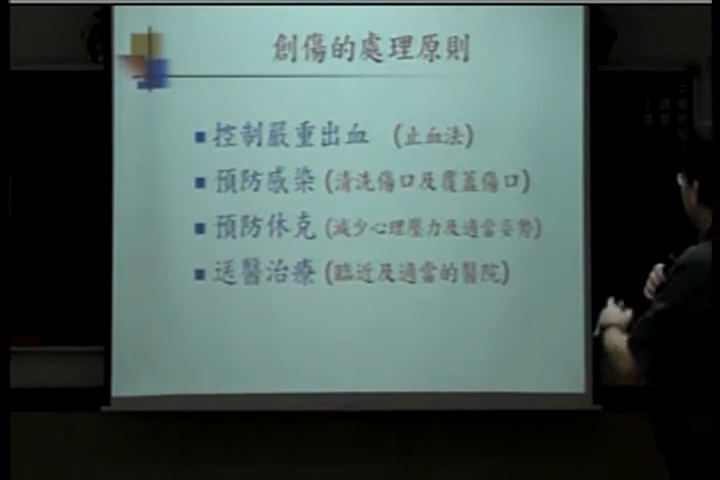 創傷的處理原則
控制嚴重出血 (止血法)
預防感染 (清洗傷口及覆蓋傷口)
預防休克 (減少心理壓力及適當姿勢)
送醫治療 (臨近及適當的醫院)